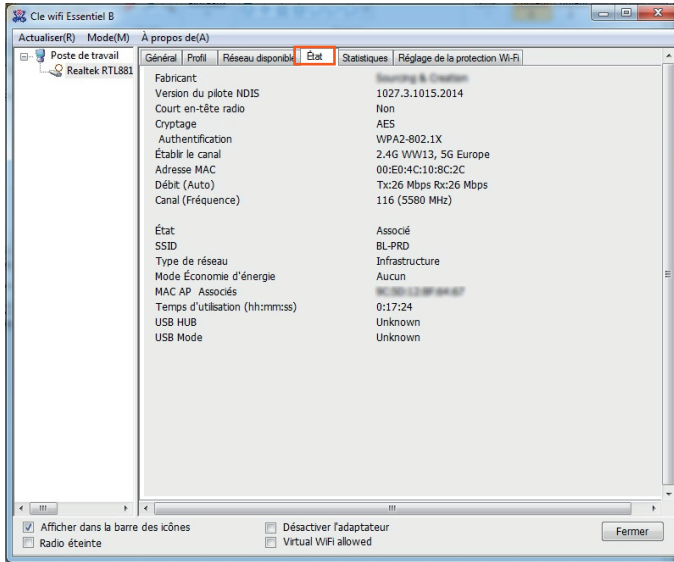 Cle wifi Essentiel B
Actualiser(R) Mode(M) À propos de(A)
Poste de travail
Realtek RTL881
Général Profil Réseau disponible État Statistiques Réglage de la protection Wi-Fi
Fabricant
Version du pilote NDIS 1027.3.1015.2014
Court en-tête radio Non
Cryptage AES
Authentification WPA2-802.1X
Établir le canal 2.4G WW13, 5G Europe
Adresse MAC 00:E0:4C:10:8C:2C
Débit (Auto) Tx:26 Mbps Rx:26 Mbps
Canal (Fréquence) 116 (5580 MHz)
État Associé
SSID BL-PRD
Type de réseau Infrastructure
Mode Économie d'énergie Aucun
MAC AP Associés
Temps d'utilisation (hh:mm:ss) 0:17:24
USB HUB Unknown
USB Mode Unknown
Afficher dans la barre des icônes Désactiver l'adaptateur Fermer
Radio éteinte Virtual WiFi allowed